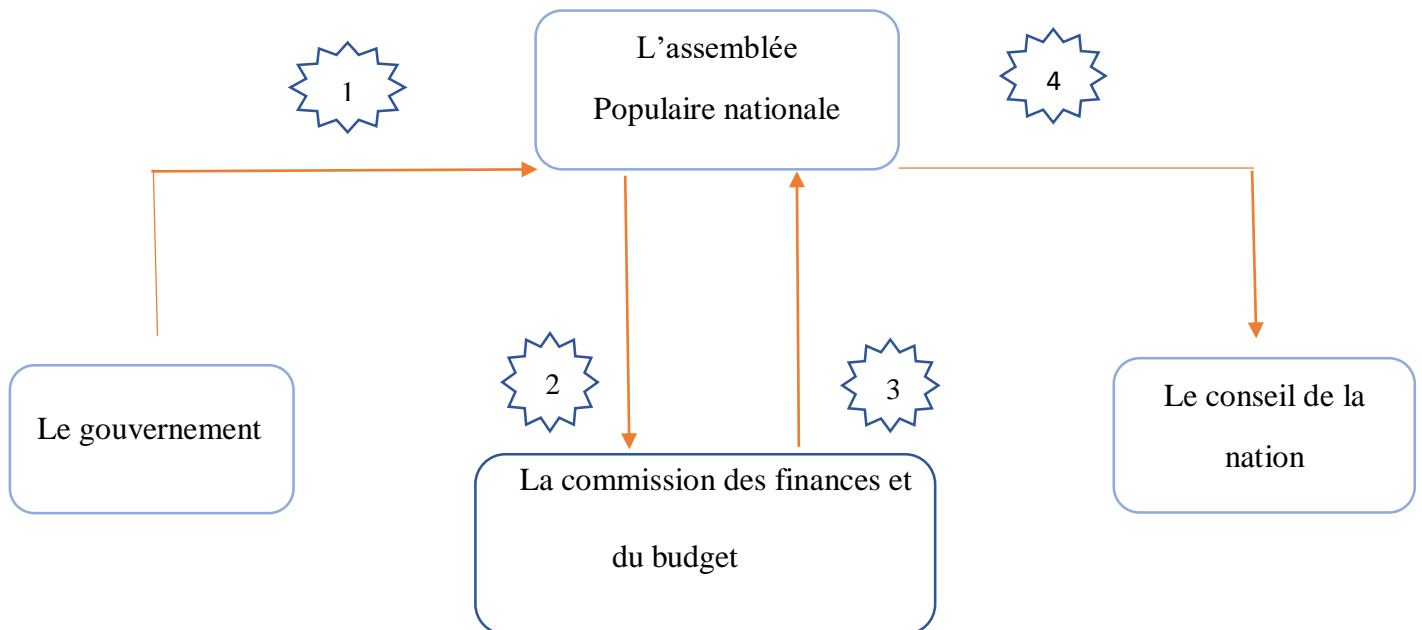 1
L’assemblée
Populaire nationale
4
Le gouvernement
2
3
La commission des finances et
du budget
Le conseil de la
nation